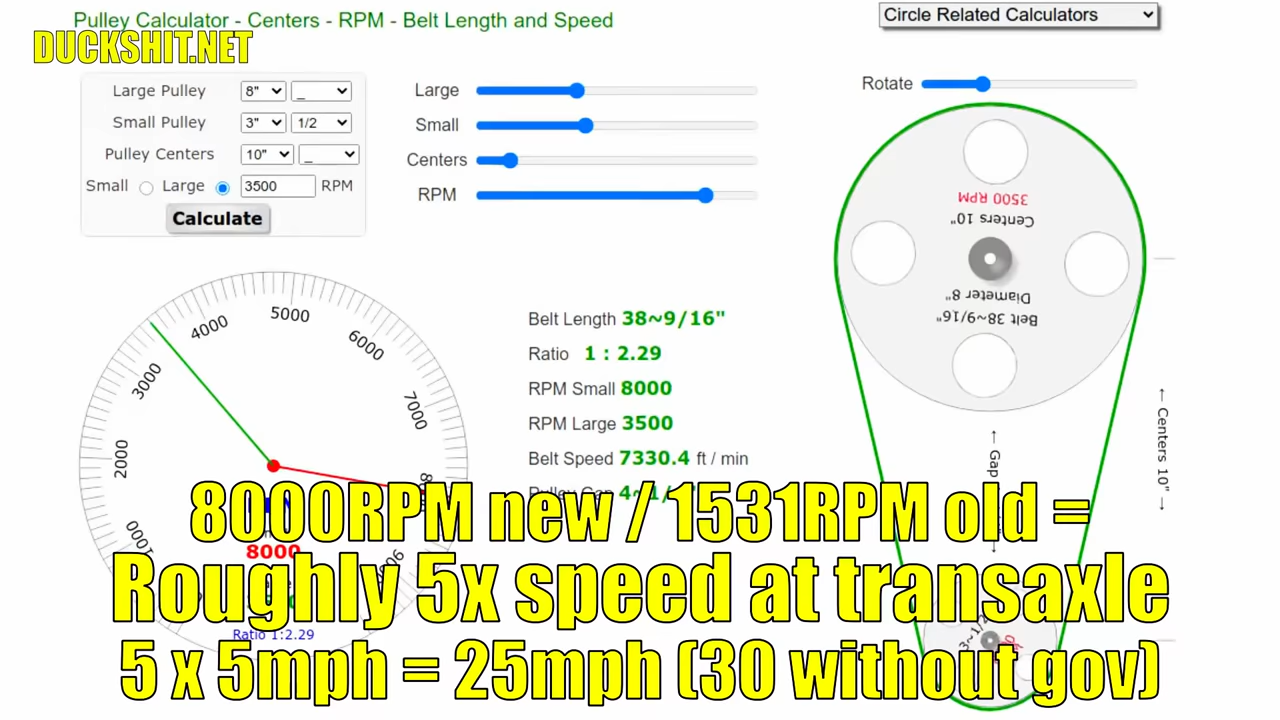 Pulley Calculator - Centers - RPM - Belt Length and Speed
Circle Related Calculators
DUCKSHIT.NET
Large Pulley 8" _
Small Pulley 3" 1/2
Pulley Centers 10" _
Small Large 3500 RPM
Calculate
Large
Small
Centers
RPM
Rotate
3500 RPM
Centers 10"
Diameter 8"
Belt 38~9/16"
1000
2000
3000
4000
5000
6000
7000
8000
Ratio 1:2.29
Belt Length 38~9/16"
Ratio 1 : 2.29
RPM Small 8000
RPM Large 3500
Belt Speed 7330.4 ft / min
← Gap
← Centers 10" →
3~1/2"
8000RPM new / 1531RPM old =
Roughly 5x speed at transaxle
5 x 5mph = 25mph (30 without gov)